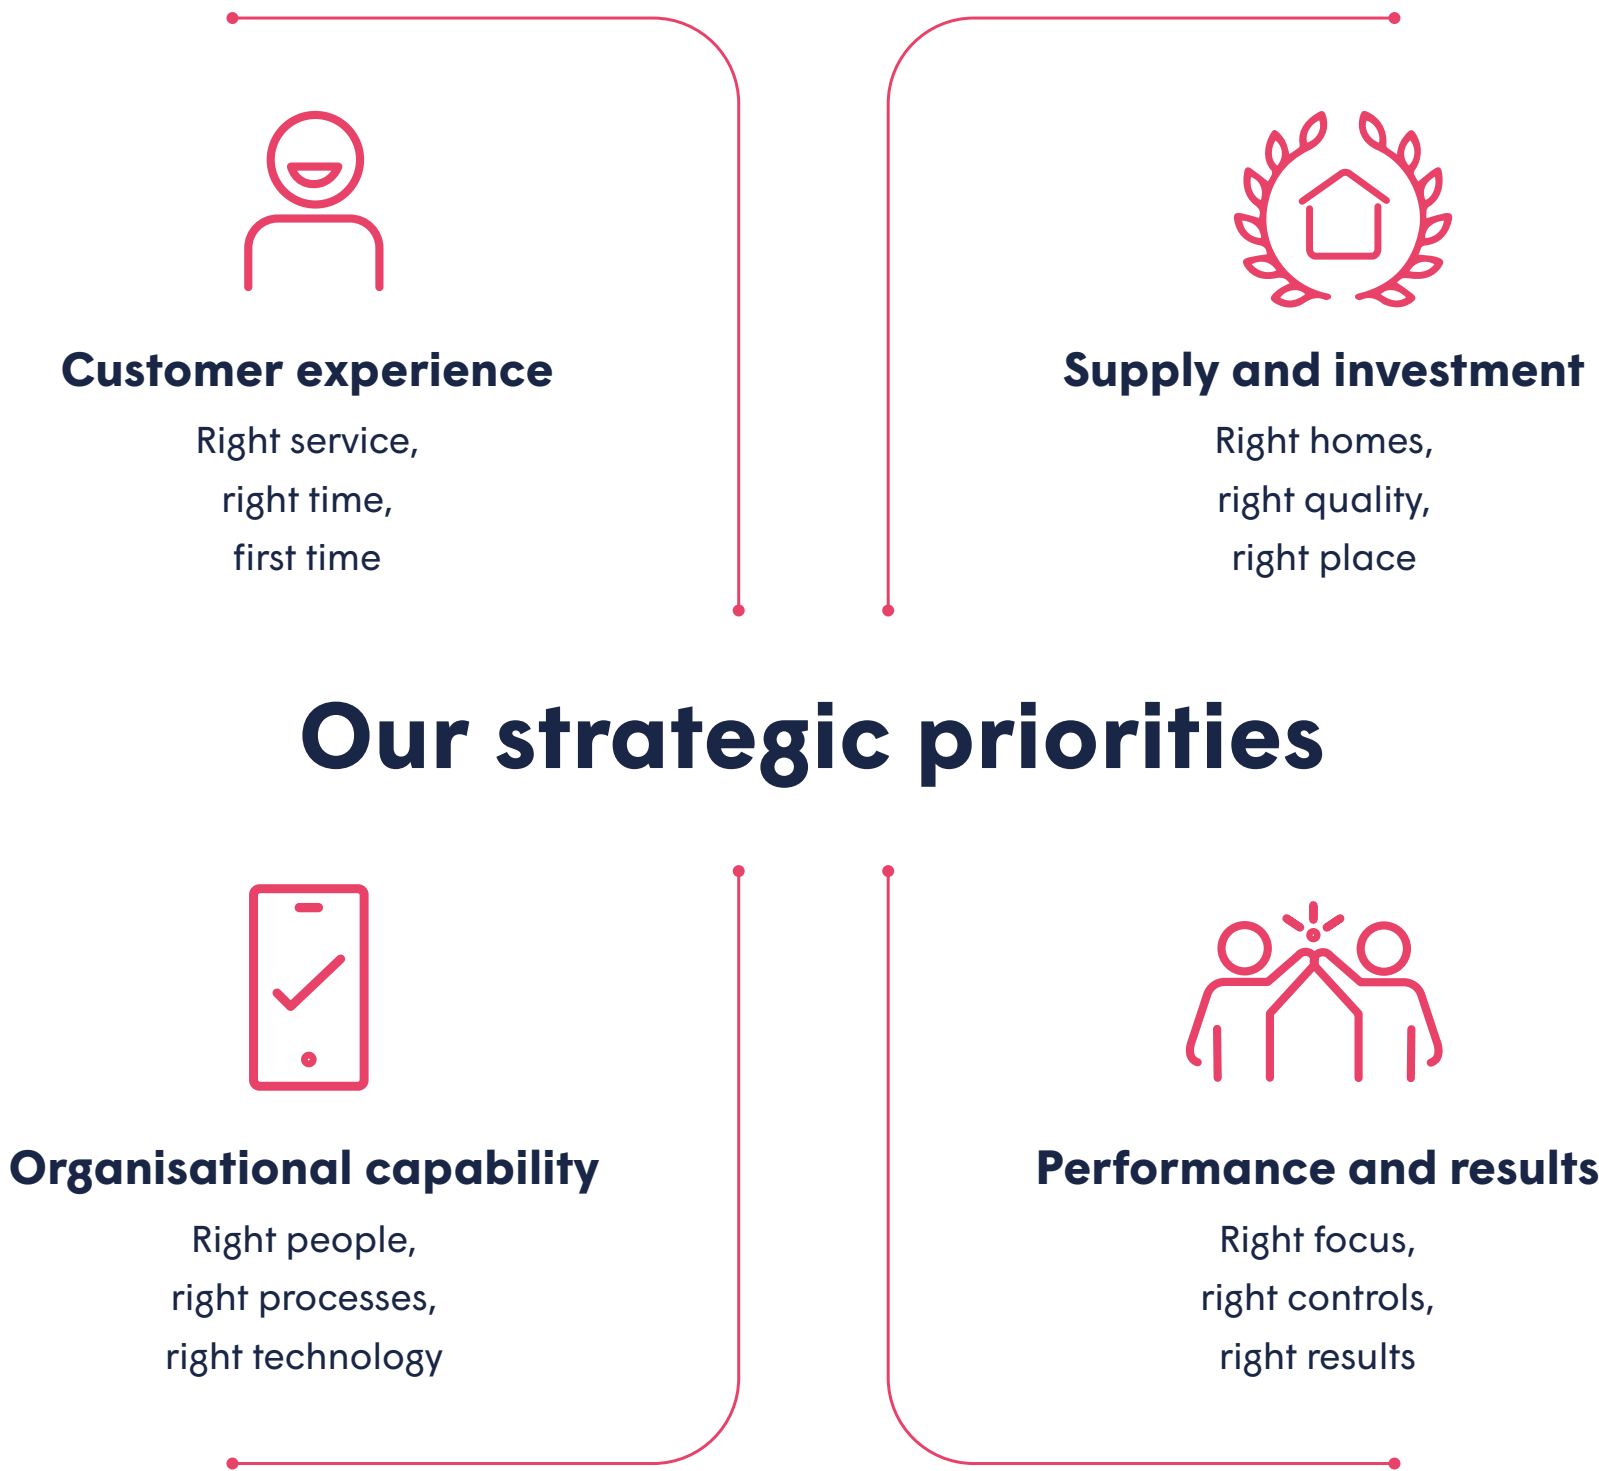 Customer experience
Right service,
right time,
first time
Supply and investment
Right homes,
right quality,
right place
Our strategic priorities
Organisational capability
Right people,
right processes,
right technology
Performance and results
Right focus,
right controls,
right results